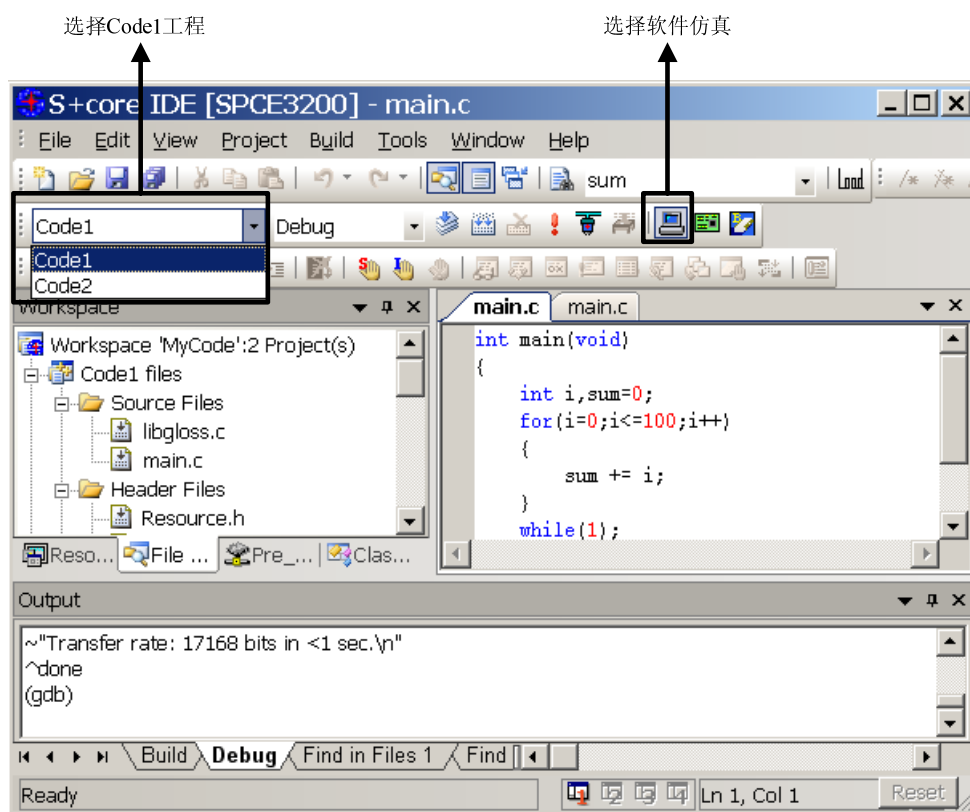 选择Code1工程
选择软件仿真
S+core IDE [SPCE3200] - main.c
File Edit View Project Build Tools Window Help
sum
Load /*
Code1 Debug
Code1
Code2
Workspace
main.c main.c
Workspace 'MyCode':2 Project(s)
Code1 files
Source Files
libgloss.c
main.c
Header Files
Resource.h
int main(void)
{
int i,sum=0;
for(i=0;i<=100;i++)
{
sum += i;
}
while(1);
Reso... File ... Pre_... Clas...
Output
~"Transfer rate: 17168 bits in <1 sec.\n"
^done
(gdb)
Build Debug Find in Files 1 Find
Ready Ln 1, Col 1 Reset